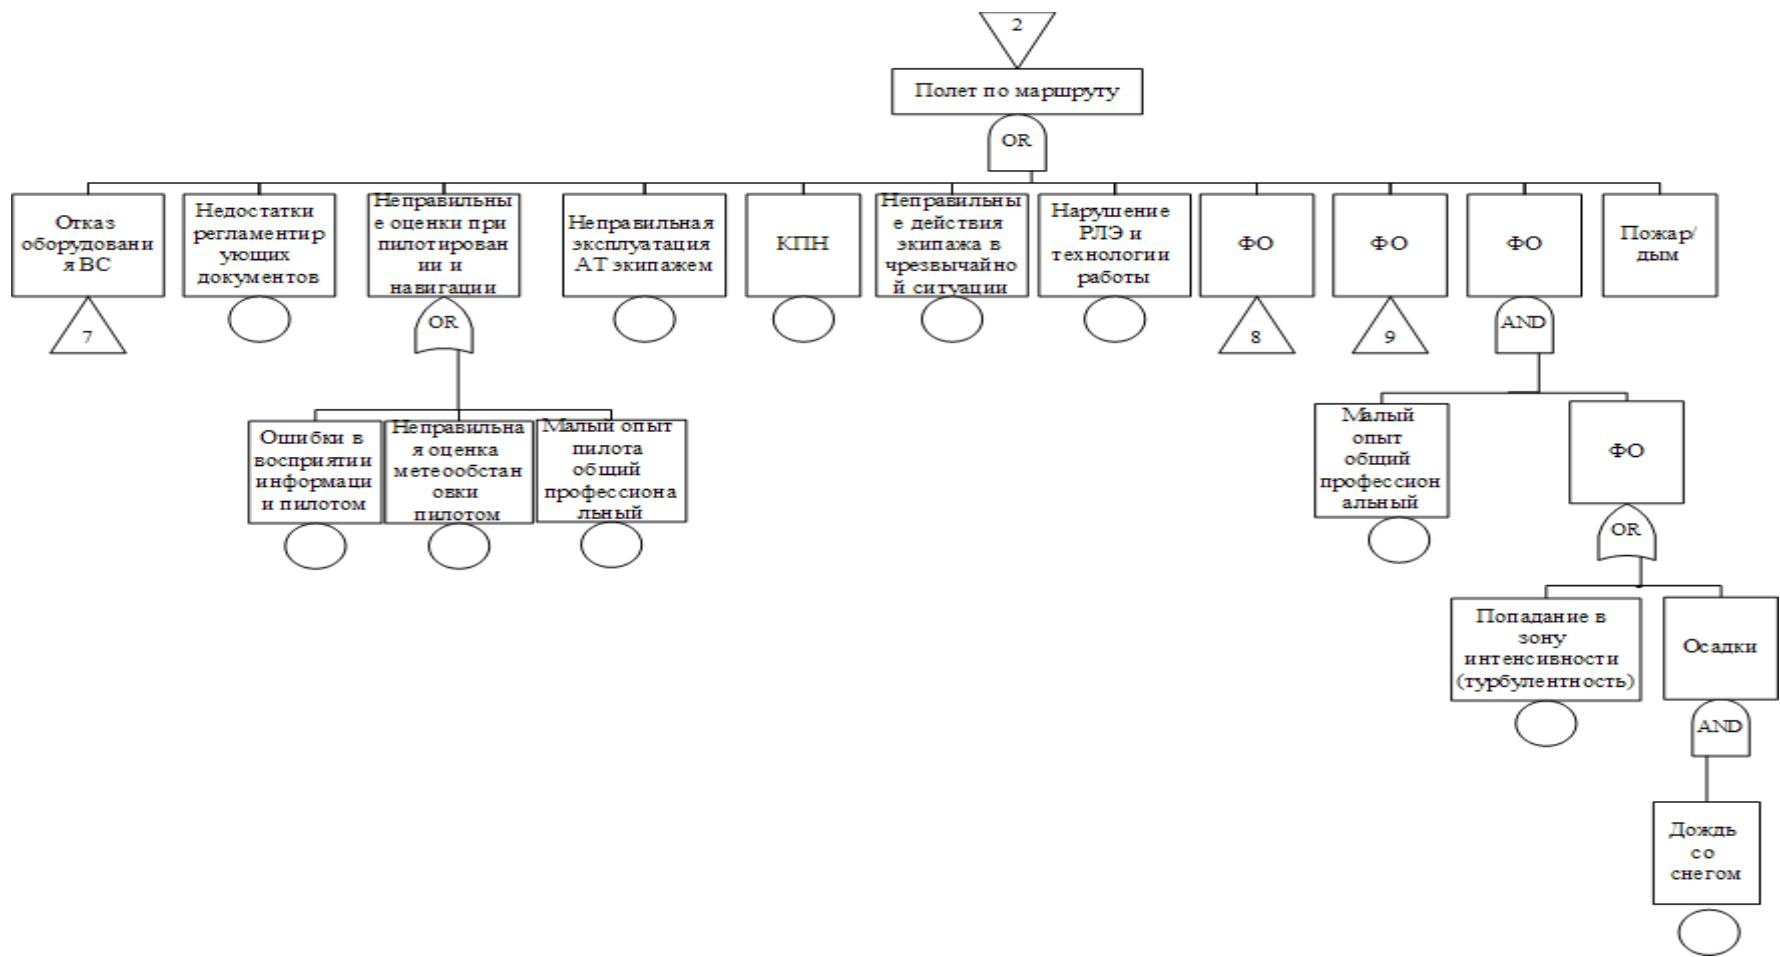 2
Полет по маршруту
OR
Отказ
оборудовани
я ВС
7
Недостатки
регламентир
ующих
документов
Неправильны
е оценки при
пилотирован
ии и
навигации
OR
Неправильная
эксплуатация
АТ экипажем
КПН
Неправильны
е действия
экипажа в
чрезвычайно
й ситуации
Нарушение
РЛЭ и
технологии
работы
ФО
8
ФО
9
ФО
AND
Пожар/
дым
Ошибки в
восприятии
информаци
и пилотом
Неправильна
я оценка
метеообстан
овки
пилотом
Малый опыт
пилота
общий
профессиона
льный
Малый
опыт
общий
профессион
альный
ФО
OR
Попадание в
зону
интенсивности
(турбулентность)
Осадки
AND
Дождь
со
снегом